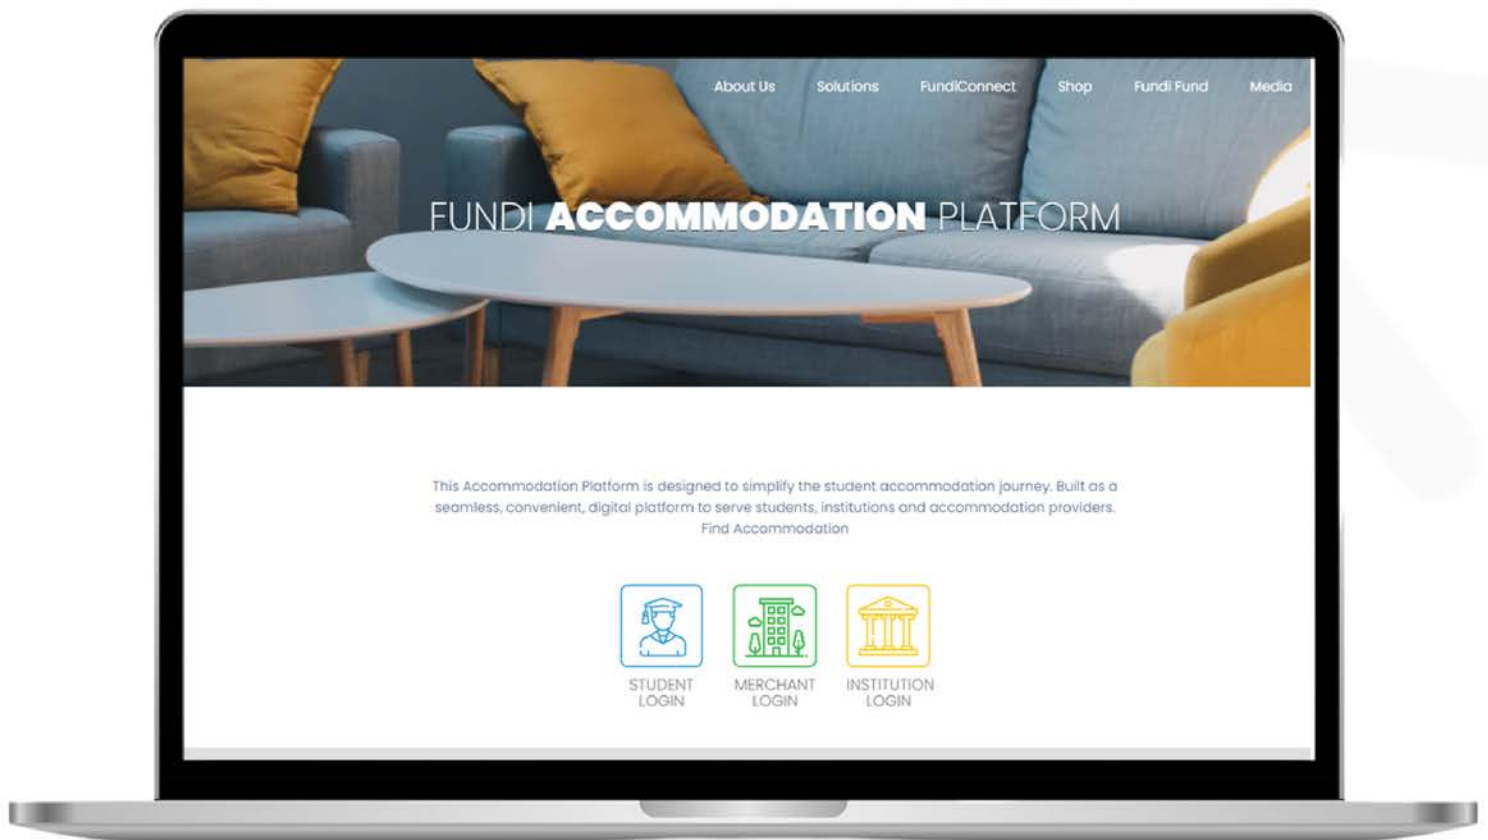 About Us Solutions FundiConnect Shop Fundi Fund Media
FUNDI ACCOMMODATION PLATFORM
This Accommodation Platform is designed to simplify the student accommodation journey. Built as a
seamless, convenient, digital platform to serve students, institutions and accommodation providers.
Find Accommodation
STUDENT LOGIN
MERCHANT LOGIN
INSTITUTION LOGIN